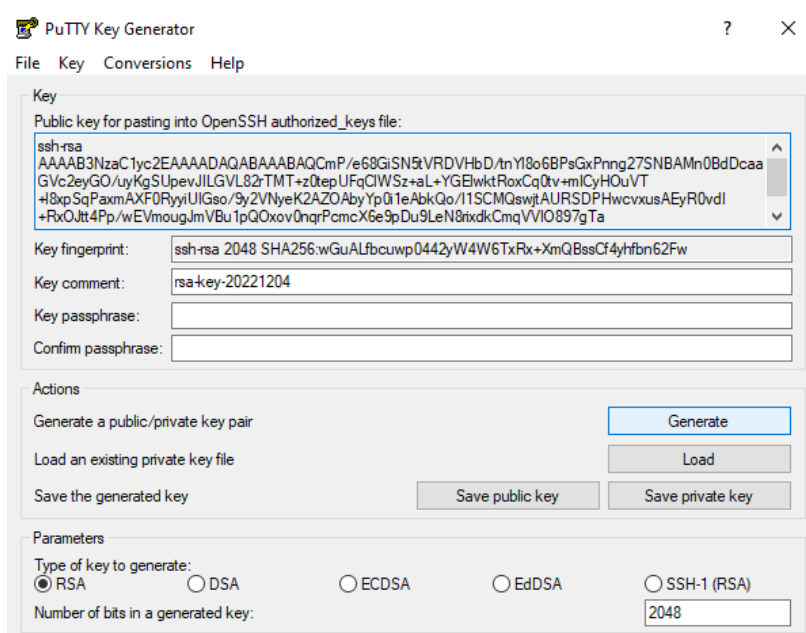 PuTTY Key Generator
?
File Key Conversions Help
Key
Public key for pasting into OpenSSH authorized_keys file:
ssh-rsa
AAAAB3NzaC1yc2EAAAADAQABAAABAQCmP/e68GiSN5tVRDVHbD/tnYl8o6BPsGxPnng27SNBAMn0BdDcaa
GVc2eyGO/uyKgSUpevJILGVL82rTMT+z0tepUFqCIWSz+aL+YGElwktRoxCq0tv+mICyHOuVT
+l8xpSqPaxmAXF0RyyiUIGso/9y2VNyeK2AZOAbyYp0i1eAbkQo/I1SCMQswjtAURSDPHwcvxusAEyR0vdI
+RxOJtt4Pp/wEVmougJmVBu1pQOxov0nqrPcmcX6e9pDu9LeN8rixdkCmqVVIO897gTa
Key fingerprint: ssh-rsa 2048 SHA256:wGuALfbcuwp0442yW4W6TxRx+XmQBssCf4yhfbn62Fw
Key comment: rsa-key-20221204
Key passphrase:
Confirm passphrase:
Actions
Generate a public/private key pair Generate
Load an existing private key file Load
Save the generated key Save public key Save private key
Parameters
Type of key to generate:
RSA DSA ECDSA EdDSA SSH-1 (RSA)
Number of bits in a generated key: 2048